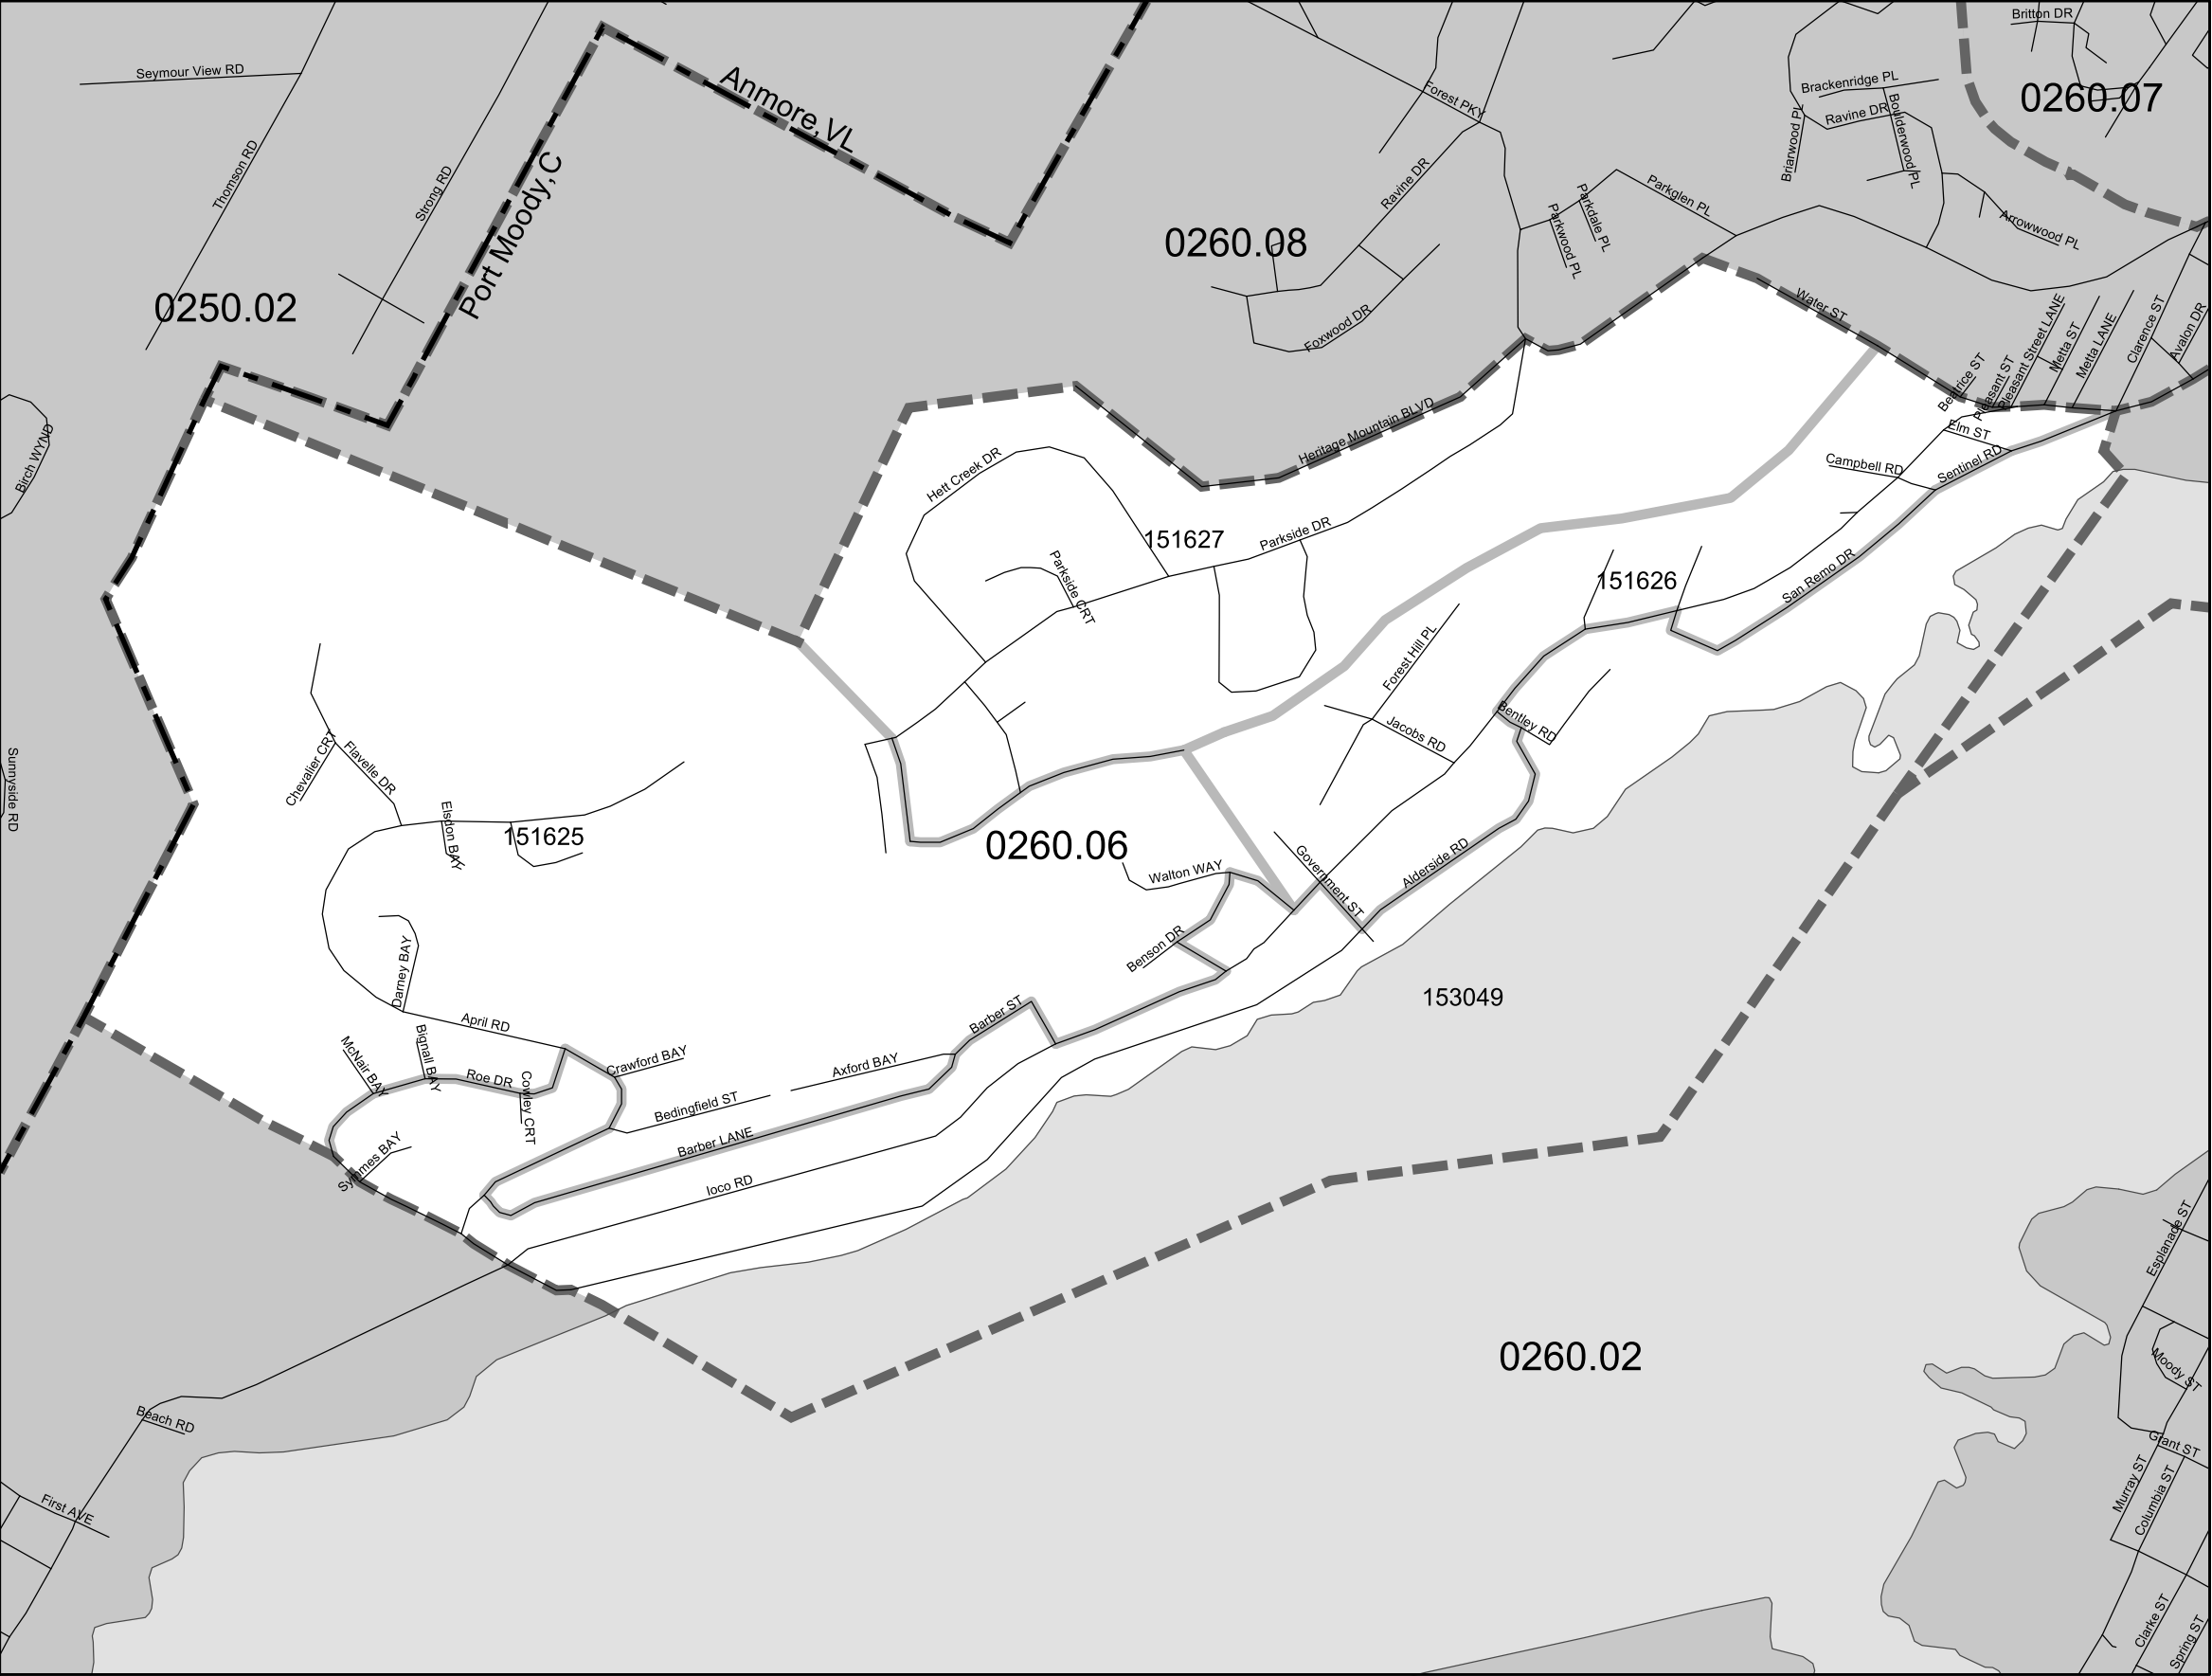 Britton DR
Seymour View RD
Anmore,VL
Brackenridge PL
0260.07
Forest PKY
Ravine DR
Boulderwood PL
Briarwood PL
Thomson RD
Strong RD
Port Moody,C
Ravine DR
Parkglen PL
Parkdale PL
Parkwood PL
Arrowwood PL
0260.08
0250.02
Foxwood DR
Water ST
Clarence ST
Avalon DR
Pleasant Street LANE
Metta ST
Metta LANE
Beatrice ST
Pleasant ST
Heritage Mountain BLVD
Elm ST
Birch WYND
Hett Creek DR
Campbell RD
Sentinel RD
151627
Parkside DR
Parkside CRT
151626
San Remo DR
Forest Hill PL
Jacobs RD
Bentley RD
Sunnyside RD
Chevalier CRT
Flavelle DR
Elsdon BAY
151625
0260.06
Walton WAY
Government ST
Alderside RD
Benson DR
Darney BAY
153049
April RD
Barber ST
Bignall BAY
McNair BAY
Crawford BAY
Roe DR
Cowley CRT
Axford BAY
Bedingfield ST
Barber LANE
Symmes BAY
Ioco RD
Esplanade ST
0260.02
Moody ST
Beach RD
Grant ST
Murray ST
Columbia ST
First AVE
Clarke ST
Spring ST